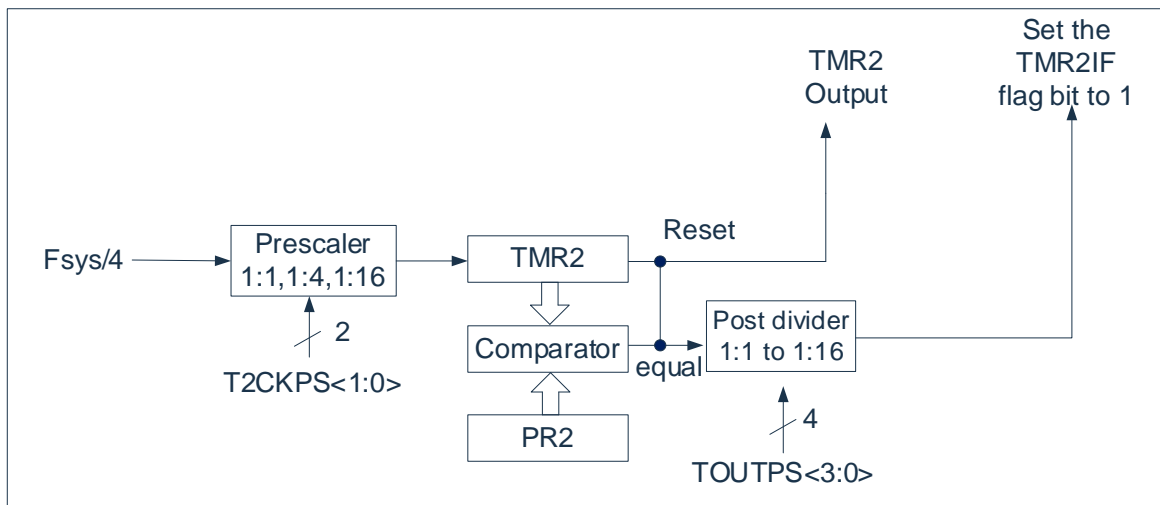 Set the
TMR2IF
flag bit to 1
TMR2
Output
Reset
Fsys/4
Prescaler
1:1,1:4,1:16
TMR2
2
T2CKPS<1:0>
Comparator
equal
Post divider
1:1 to 1:16
PR2
4
TOUTPS<3:0>